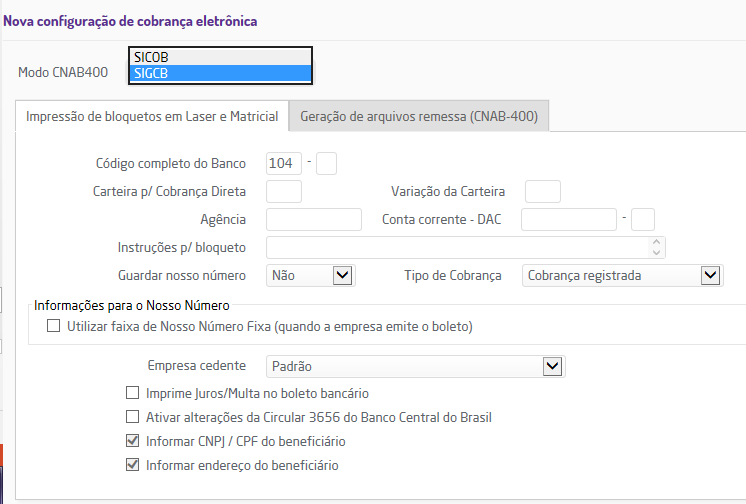 Nova configuração de cobrança eletrônica
SICOB
Modo CNAB400
SIGCB
Impressão de bloquetos em Laser e Matricial
Geração de arquivos remessa (CNAB-400)
Código completo do Banco 104 -
Carteira p/ Cobrança Direta Variação da Carteira
Agência Conta corrente - DAC -
Instruções p/ bloqueto
Guardar nosso número Não Tipo de Cobrança Cobrança registrada
Informações para o Nosso Número
Utilizar faixa de Nosso Número Fixa (quando a empresa emite o boleto)
Empresa cedente Padrão
Imprime Juros/Multa no boleto bancário
Ativar alterações da Circular 3656 do Banco Central do Brasil
Informar CNPJ / CPF do beneficiário
Informar endereço do beneficiário